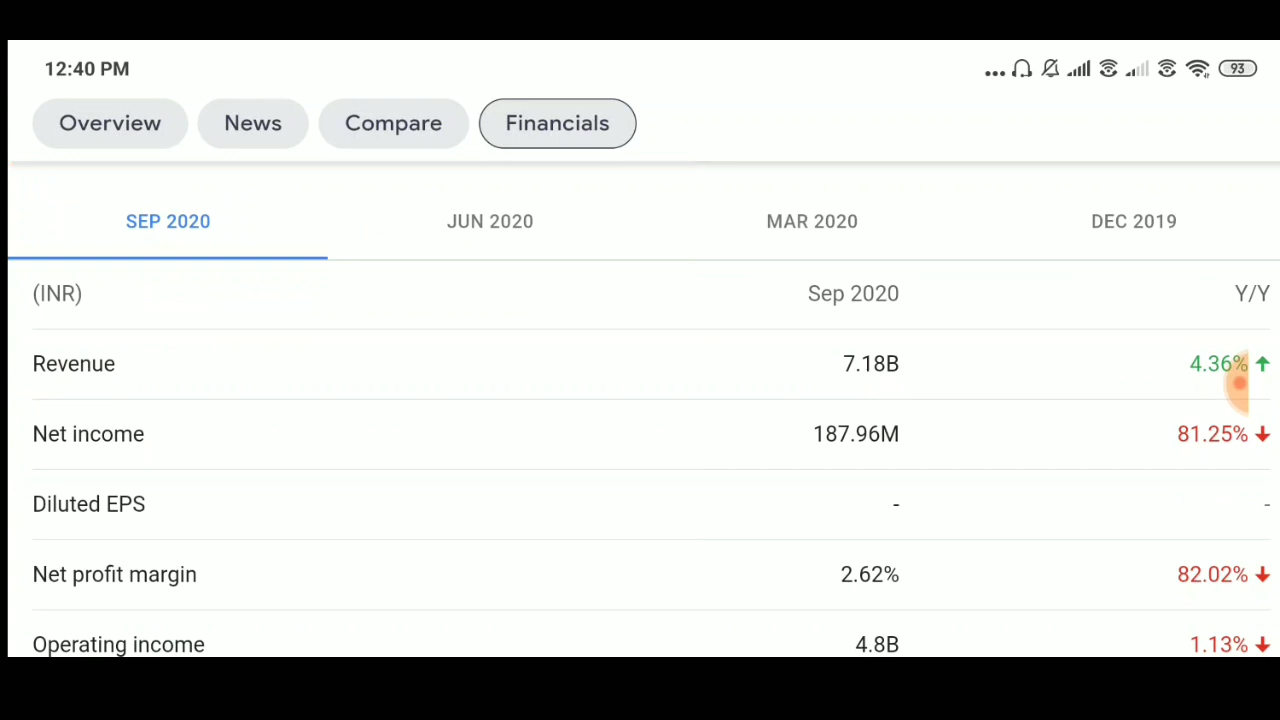 12:40 PM 93
Overview News Compare Financials
SEP 2020 JUN 2020 MAR 2020 DEC 2019
(INR) Sep 2020 Y/Y
Revenue 7.18B 4.36%
Net income 187.96M 81.25%
Diluted EPS - -
Net profit margin 2.62% 82.02%
Operating income 4.8B 1.13%